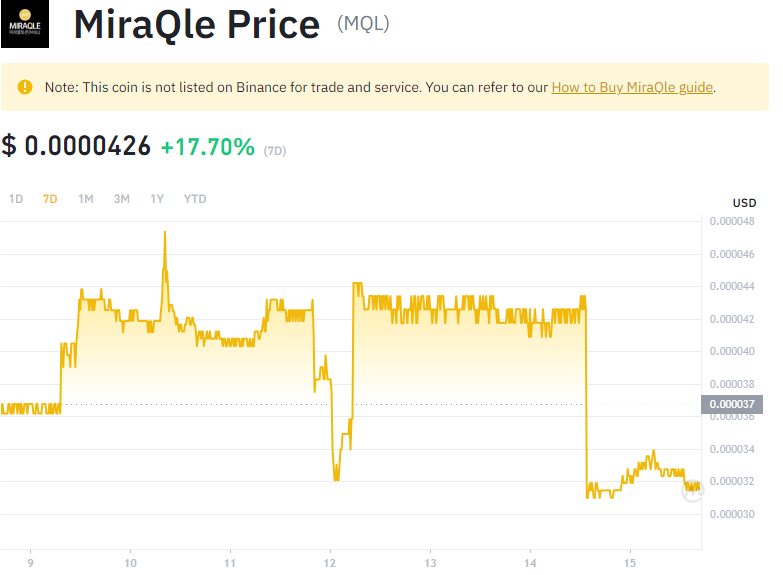 MIRAQLE
MiraQle Price (MQL)
Note: This coin is not listed on Binance for trade and service. You can refer to our How to Buy MiraQle guide.
$ 0.0000426 +17.70% (7D)
1D 7D 1M 3M 1Y YTD
USD
0.000048
0.000046
0.000044
0.000042
0.000040
0.000038
0.000037
0.000036
0.000034
0.000032
0.000030
9 10 11 12 13 14 15